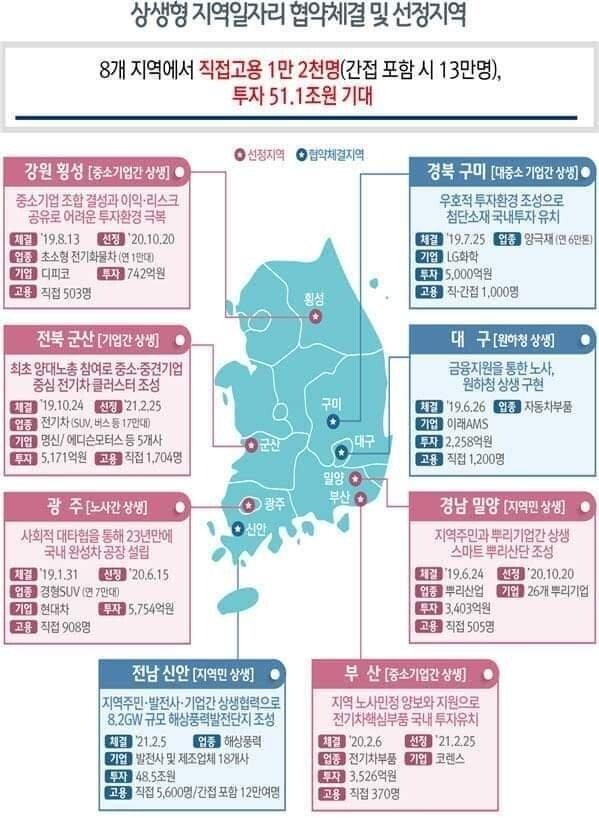 상생형 지역일자리 협약체결 및 선정지역
8개 지역에서 직접고용 1만 2천명(간접 포함 시 13만명),
투자 51.1조원 기대
선정지역 협약체결지역
강원 횡성 [중소기업간 상생]
중소기업 조합 결성과 이익·리스크
공유로 어려운 투자환경 극복
체결 '19.8.13 선정 '20.10.20
업종 초소형 전기화물차 (연 1만대)
기업 디피코 투자 742억원
고용 직접 503명
경북 구미 [대중소 기업간 상생]
우호적 투자환경 조성으로
첨단소재 국내투자 유치
체결 '19.7.25 업종 양극재 (연 6만톤)
기업 LG화학
투자 5,000억원
고용 직·간접 1,000명
전북 군산 [기업간 상생]
최초 양대노총 참여로 중소·중견기업
중심 전기차 클러스터 조성
체결 '19.10.24 선정 '21.2.25
업종 전기차 (SUV, 버스 등 17만대)
기업 명신/ 에디슨모터스 등 5개사
투자 5,171억원 고용 직접 1,704명
대 구 [원하청 상생]
금융지원을 통한 노사,
원하청 상생 구현
체결 '19.6.26 업종 자동차부품
기업 이래AMS
투자 2,258억원
고용 직접 1,200명
횡성
구미
대구
군산
밀양
부산
광주
신안
광 주 [노사간 상생]
사회적 대타협을 통해 23년만에
국내 완성차 공장 설립
체결 '19.1.31 선정 '20.6.15
업종 경형SUV (연 7만대)
기업 현대차 투자 5,754억원
고용 직접 908명
경남 밀양 [지역민 상생]
지역주민과 뿌리기업간 상생
스마트 뿌리산단 조성
체결 '19.6.24 선정 '20.10.20
업종 뿌리산업 기업 26개 뿌리기업
투자 3,403억원
고용 직접 505명
전남 신안 [지역민 상생]
지역주민·발전사·기업간 상생협력으로
8.2GW 규모 해상풍력발전단지 조성
체결 '21.2.5 업종 해상풍력
기업 발전사 및 제조업체 18개사
투자 48.5조원
고용 직접 5,600명/간접 포함 12만여명
부 산 [중소기업간 상생]
지역 노사민정 양보와 지원으로
전기차핵심부품 국내 투자유치
체결 '20.2.6 선정 '21.2.25
업종 전기차부품 기업 코렌스
투자 3,526억원
고용 직접 370명